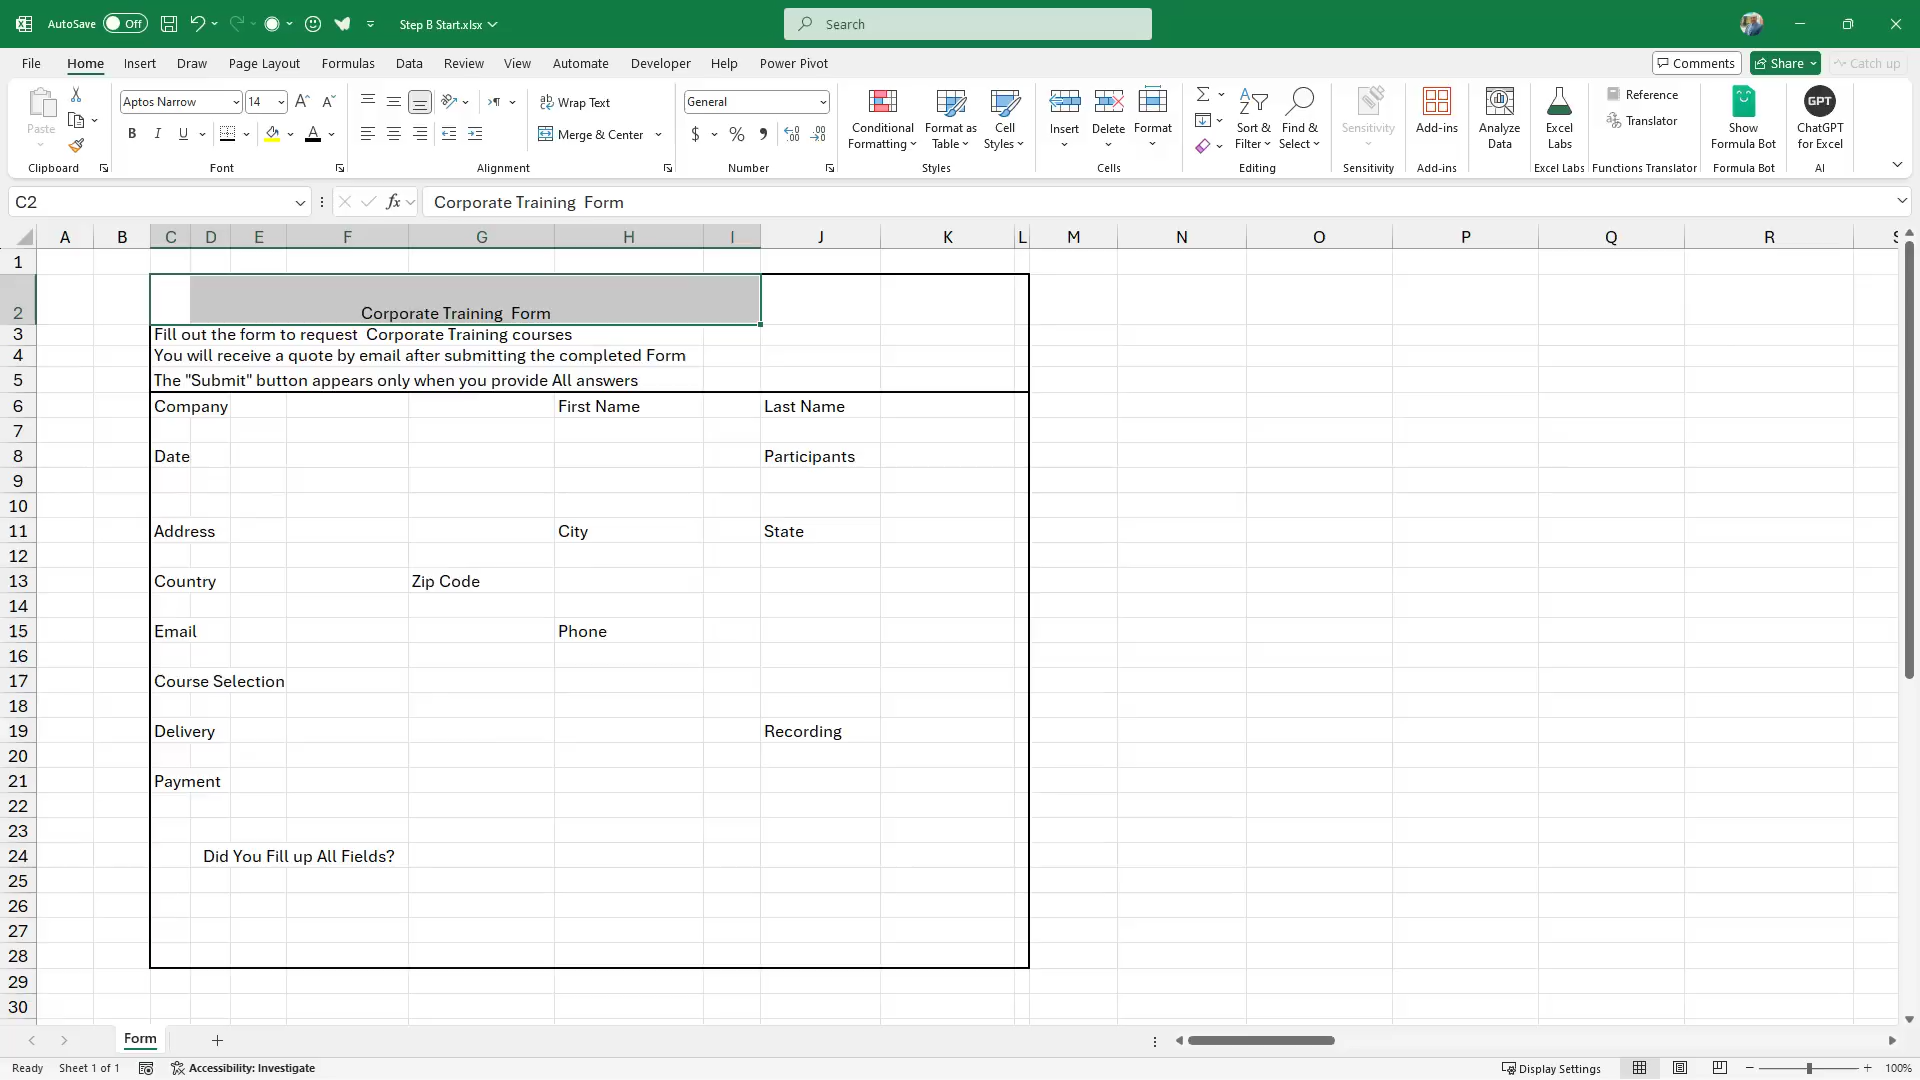 AutoSave Off Step B Start.xlsx Search
File Home Insert Draw Page Layout Formulas Data Review View Automate Developer Help Power Pivot Comments Share Catch up
Aptos Narrow 14 Wrap Text General
Paste B I U Merge & Center $ %
Conditional Formatting
Format as Table
Cell Styles
Insert Delete Format
Sort & Filter
Find & Select
Sensitivity
Add-ins
Analyze Data
Excel Labs
Reference
Translator
Show Formula Bot
ChatGPT for Excel
GPT
Clipboard Font Alignment Number Styles Cells Editing Sensitivity Add-ins Excel Labs Functions Translator Formula Bot AI
C2 fx Corporate Training  Form
A B C D E F G H I J K L M N O P Q R
1
2 Corporate Training  Form
3 Fill out the form to request  Corporate Training courses
4 You will receive a quote by email after submitting the completed Form
5 The "Submit" button appears only when you provide All answers
6 Company First Name Last Name
7
8 Date Participants
9
10
11 Address City State
12
13 Country Zip Code
14
15 Email Phone
16
17 Course Selection
18
19 Delivery Recording
20
21 Payment
22
23
24 Did You Fill up All Fields?
25
26
27
28
29
30
Form
Ready Sheet 1 of 1 Accessibility: Investigate Display Settings 100%